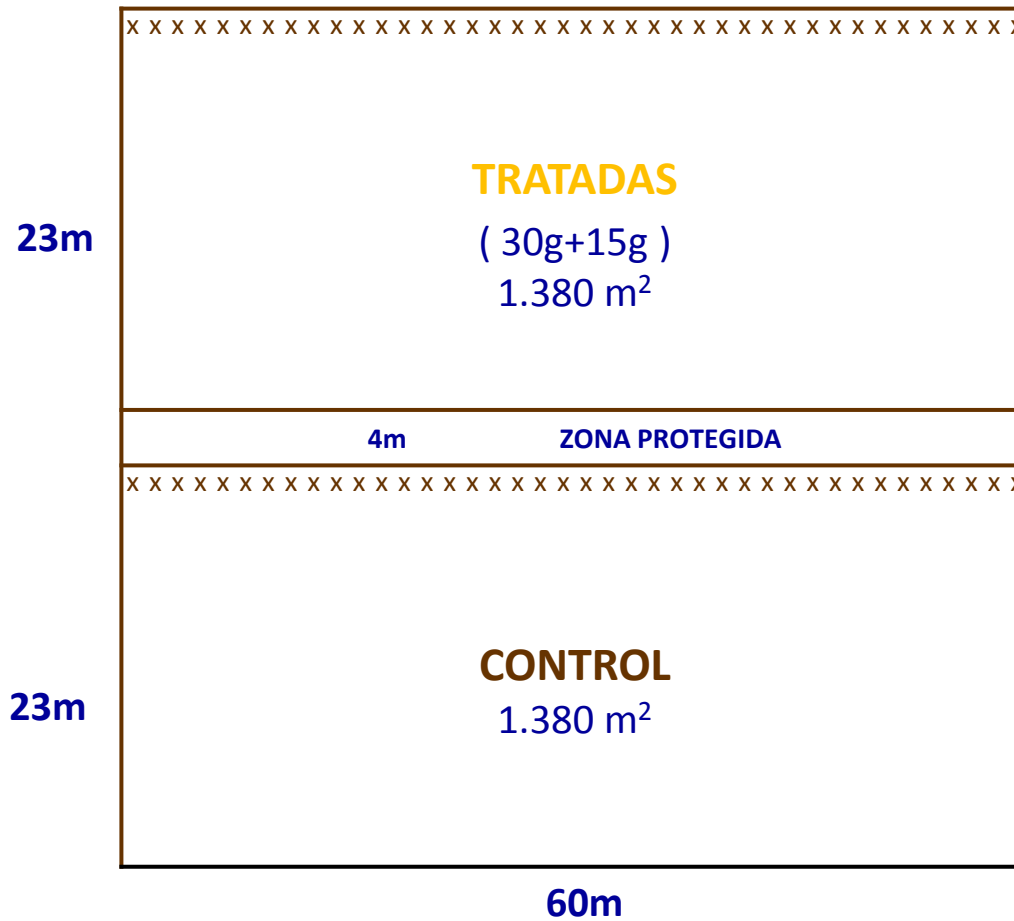 x x x x x x x x x x x x x x x x x x x x x x x x x x x x x x x x x x x x x x x x
TRATADAS
23m
( 30g+15g )
1.380 m²
4m ZONA PROTEGIDA
x x x x x x x x x x x x x x x x x x x x x x x x x x x x x x x x x x x x x x x x
CONTROL
23m
1.380 m²
60m